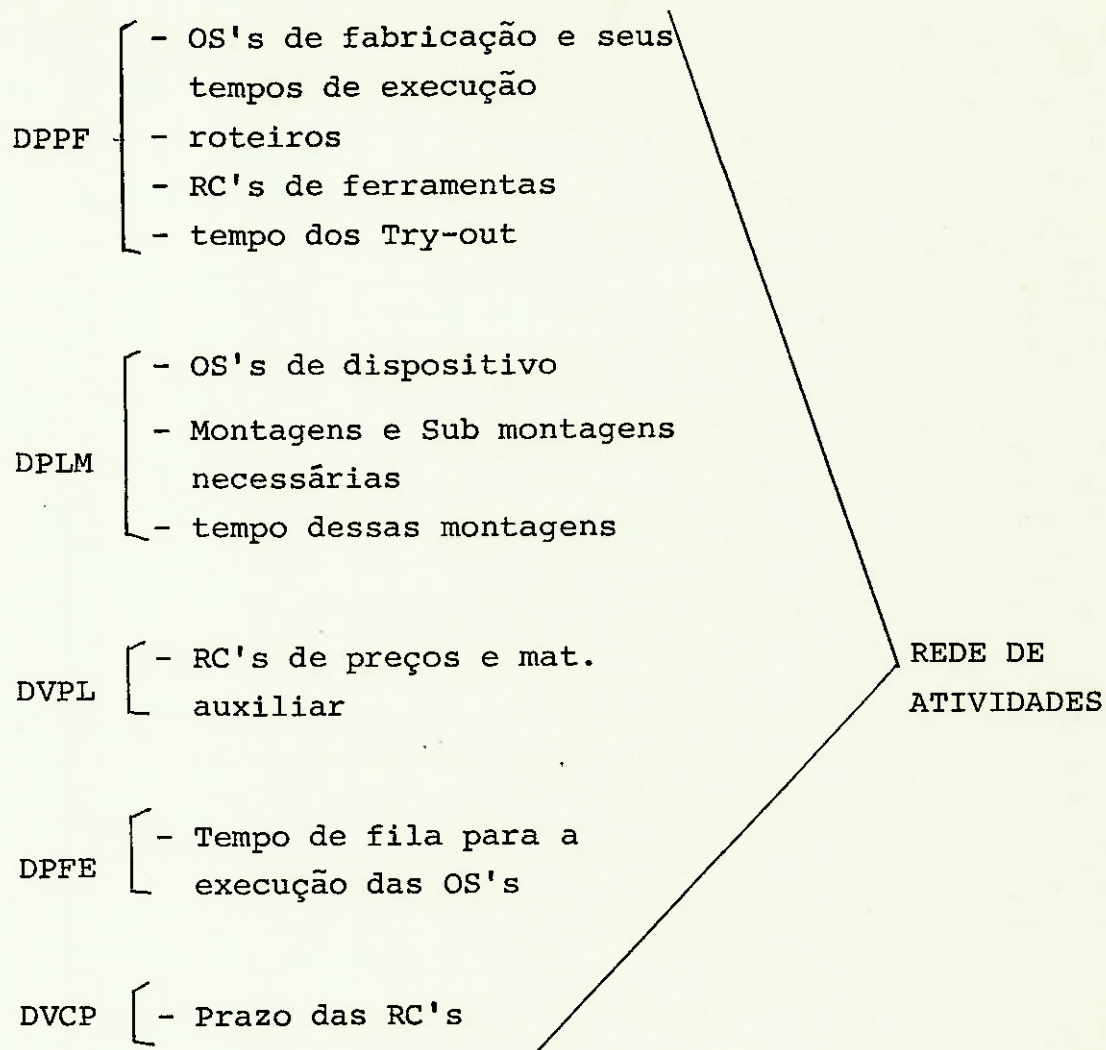 - OS's de fabricação e seus
tempos de execução
DPPF - roteiros
- RC's de ferramentas
- tempo dos Try-out
- OS's de dispositivo
- Montagens e Sub montagens
DPLM necessárias
- tempo dessas montagens
- RC's de preços e mat.
DVPL auxiliar
REDE DE
ATIVIDADES
- Tempo de fila para a
DPFE execução das OS's
DVCP - Prazo das RC's